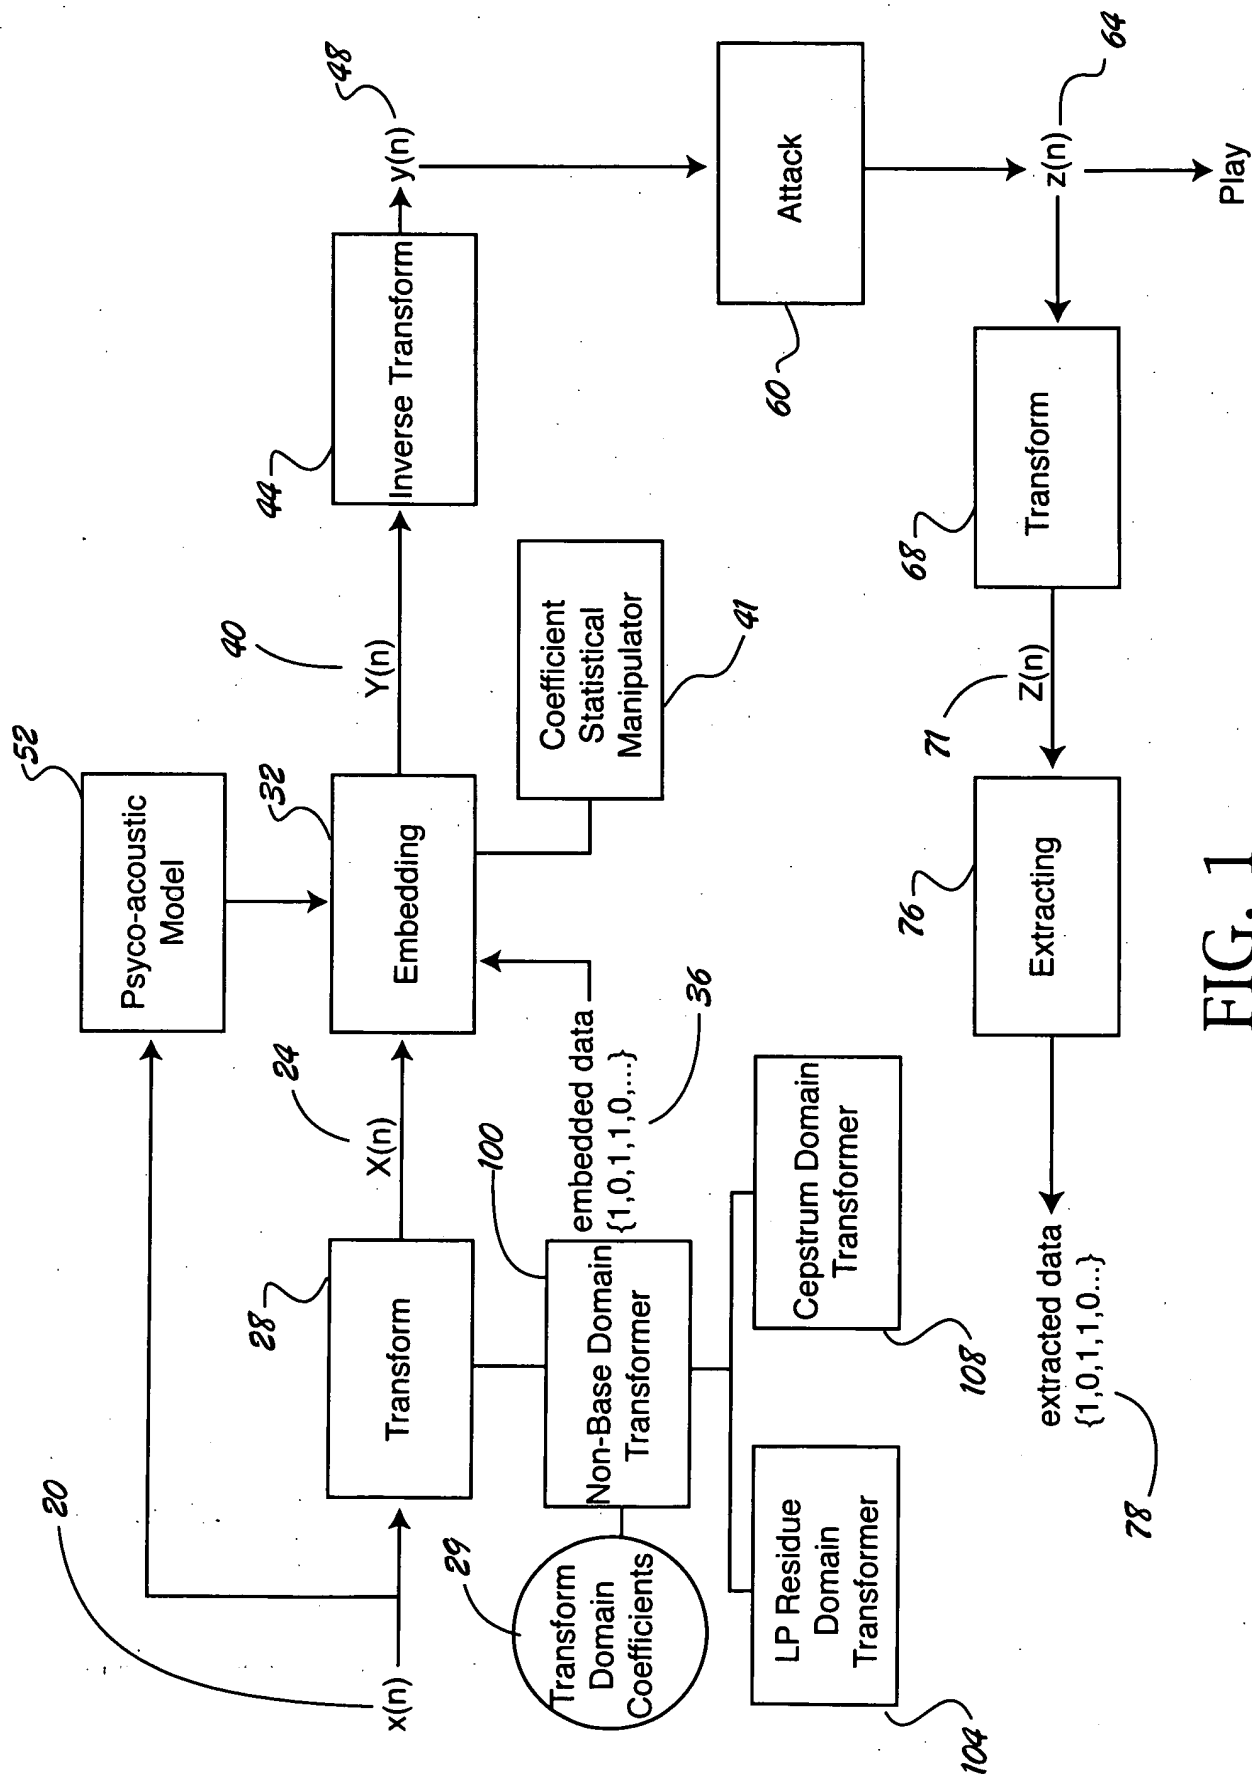 20
x(n)
28
Transform
24
X(n)
52
Psyco-acoustic
Model
32
Embedding
40
Y(n)
44
Inverse Transform
48
y(n)
29
Transform
Domain
Coefficients
100
Non-Base Domain
Transformer
embedded data
{1,0,1,1,0,...}
36
Coefficient
Statistical
Manipulator
41
104
LP Residue
Domain
Transformer
108
Cepstrum Domain
Transformer
60
Attack
64
z(n)
Play
68
Transform
71
Z(n)
76
Extracting
extracted data
{1,0,1,1,0...}
78
FIG. 1